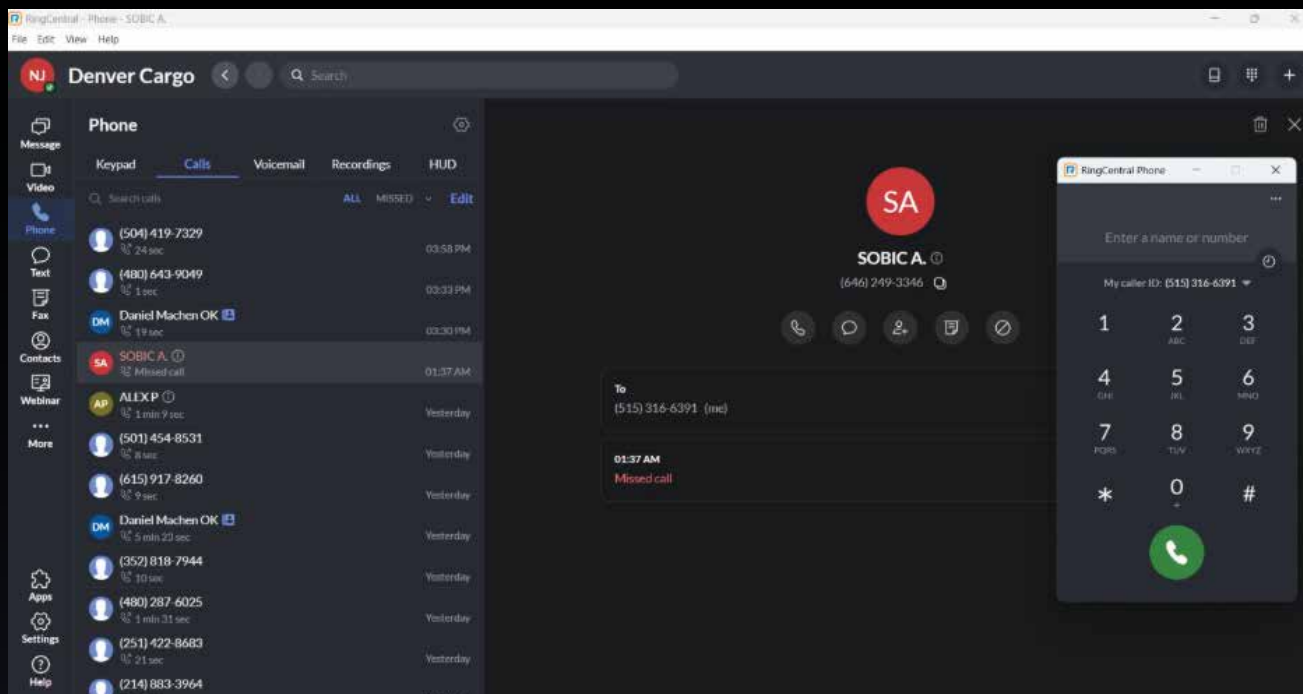 RingCentral - Phone - SOBIC A.
File Edit View Help
NJ Denver Cargo Search
Message
Video
Phone
Text
Fax
Contacts
Webinar
More
Apps
Settings
Help
Phone
Keypad Calls Voicemail Recordings HUD
Search calls ALL MISSED Edit
(504) 419-7329
24 sec 03:58 PM
(480) 643-9049
1 sec 03:33 PM
DM Daniel Machen OK
19 sec 03:30 PM
SA SOBIC A.
Missed call 01:37 AM
AP ALEX P
1 min 9 sec Yesterday
(501) 454-8531
8 sec Yesterday
(615) 917-8260
9 sec Yesterday
DM Daniel Machen OK
5 min 23 sec Yesterday
(352) 818-7944
10 sec Yesterday
(480) 287-6025
1 min 31 sec Yesterday
(251) 422-8683
21 sec Yesterday
(214) 883-3964
SA
SOBIC A.
(646) 249-3346
To
(515) 316-6391 (me)
01:37 AM
Missed call
RingCentral Phone
Enter a name or number
My caller ID: (515) 316-6391
1 2 3
ABC DEF
4 5 6
GHI JKL MNO
7 8 9
PQRS TUV WXYZ
* 0 #
+